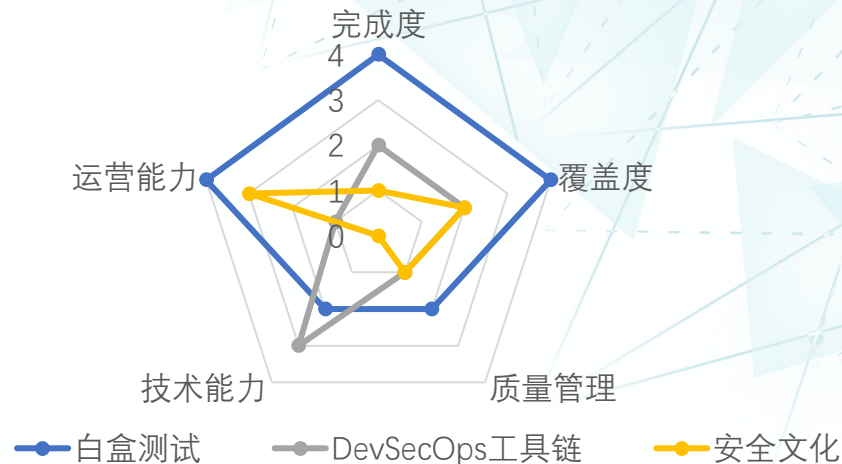 完成度
4
3
2
1
0
运营能力
覆盖度
技术能力
质量管理
白盒测试
DevSecOps工具链
安全文化